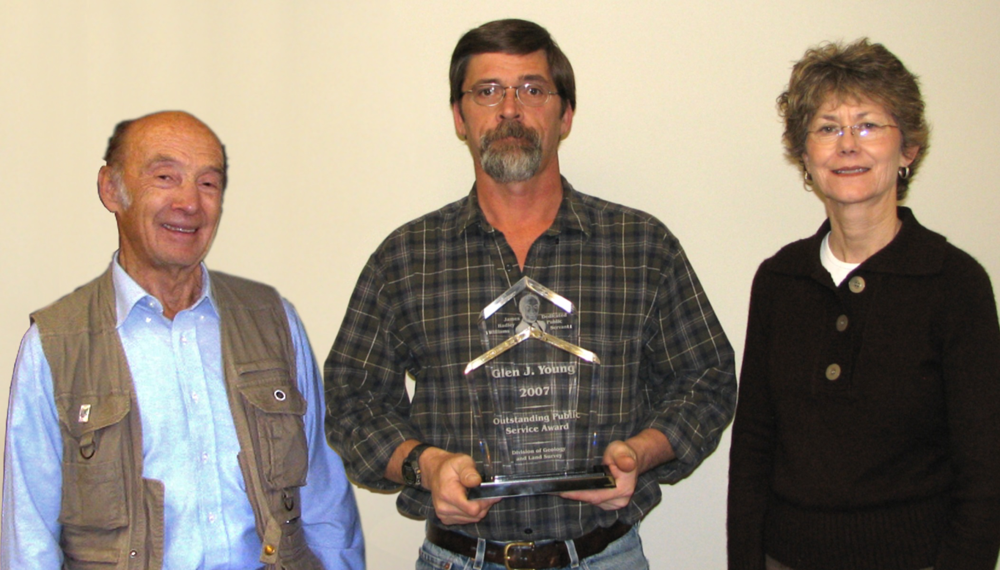 James
Hadley
Williams
Dedicated
Public
Servant
Glen J. Young
2007
Outstanding Public
Service Award
Division of Geology
and Land Survey